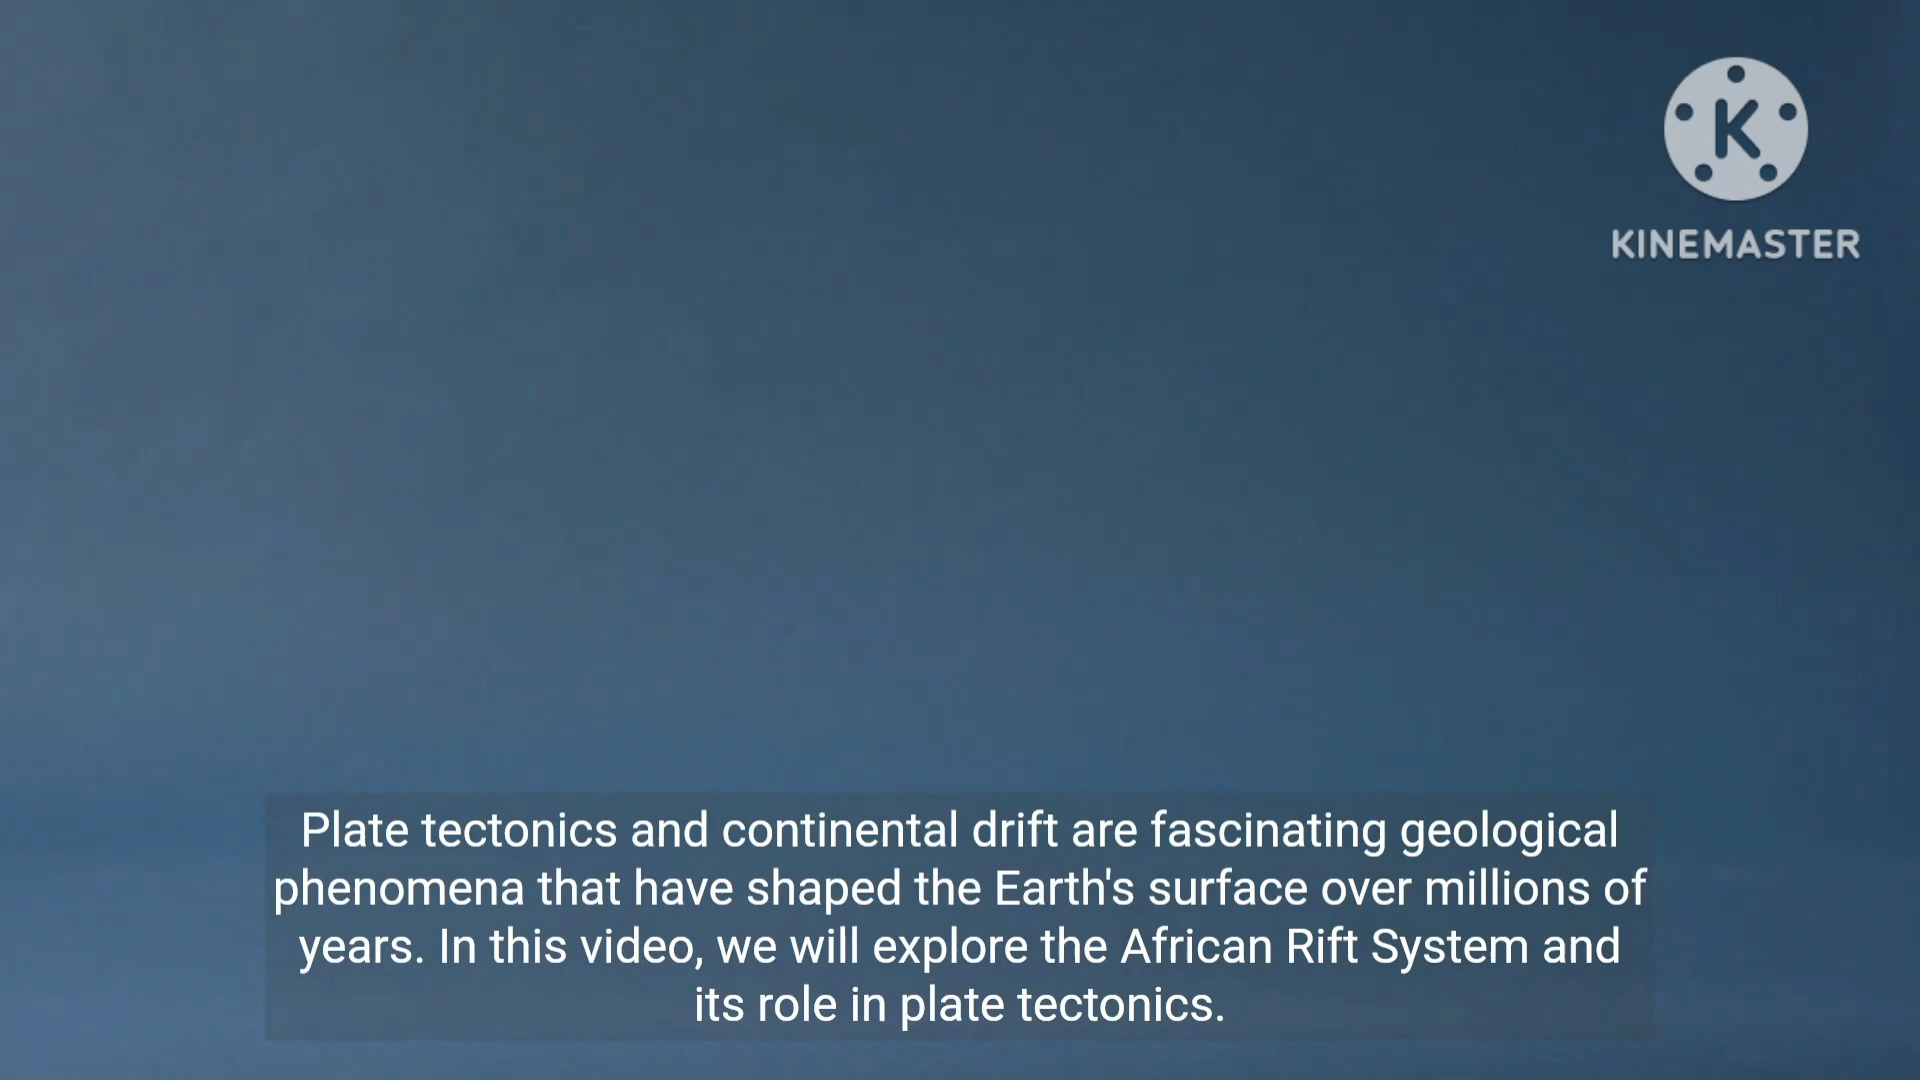 K
KINEMASTER
Plate tectonics and continental drift are fascinating geological
phenomena that have shaped the Earth's surface over millions of
years. In this video, we will explore the African Rift System and
its role in plate tectonics.